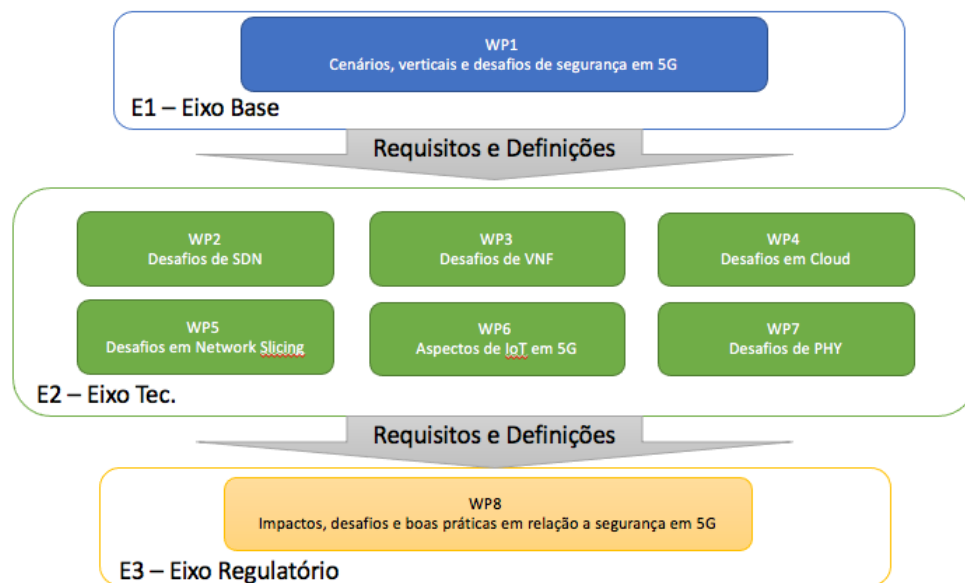 WP1
Cenários, verticais e desafios de segurança em 5G
E1 – Eixo Base
Requisitos e Definições
WP2
Desafios de SDN
WP3
Desafios de VNF
WP4
Desafios em Cloud
WP5
Desafios em Network Slicing
WP6
Aspectos de IoT em 5G
WP7
Desafios de PHY
E2 – Eixo Tec.
Requisitos e Definições
WP8
Impactos, desafios e boas práticas em relação a segurança em 5G
E3 – Eixo Regulatório